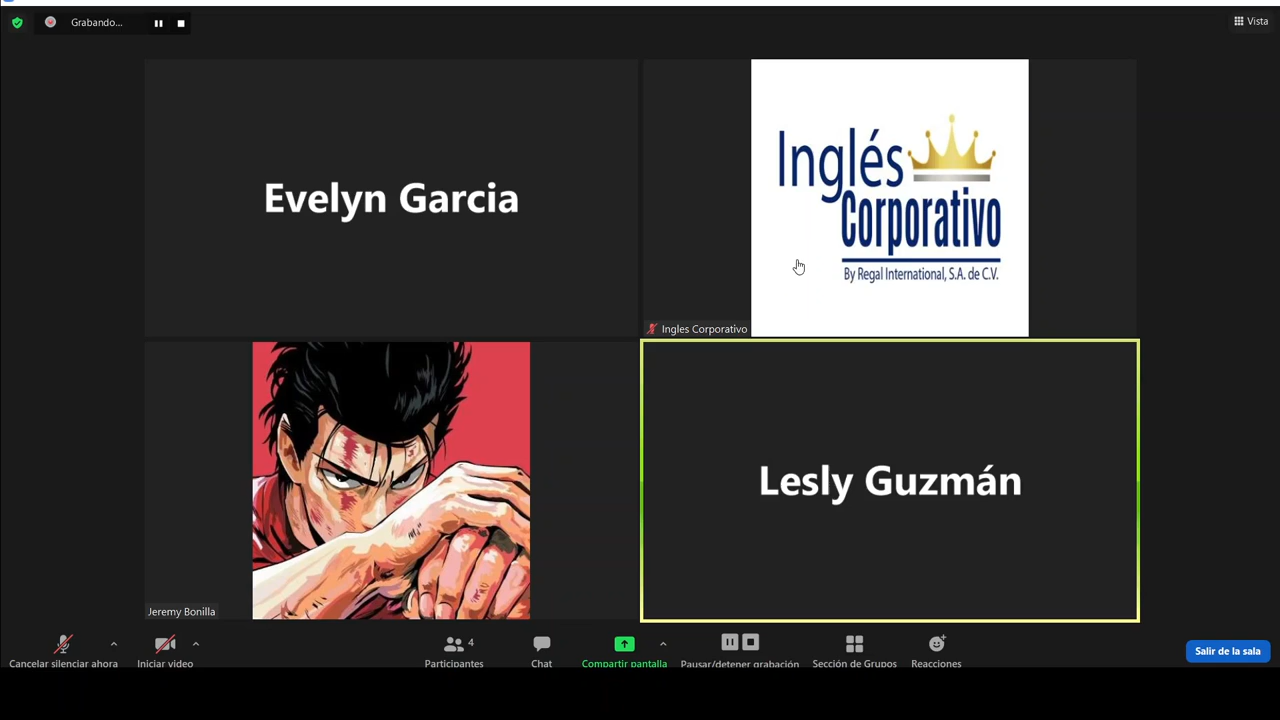 Grabando...
Vista
Evelyn Garcia
Inglés
Corporativo
By Regal International, S.A. de C.V.
Ingles Corporativo
Lesly Guzmán
Jeremy Bonilla
4
Cancelar silenciar ahora
Iniciar video
Participantes
Chat
Compartir pantalla
Pausar/detener grabación
Sección de Grupos
Reacciones
Salir de la sala